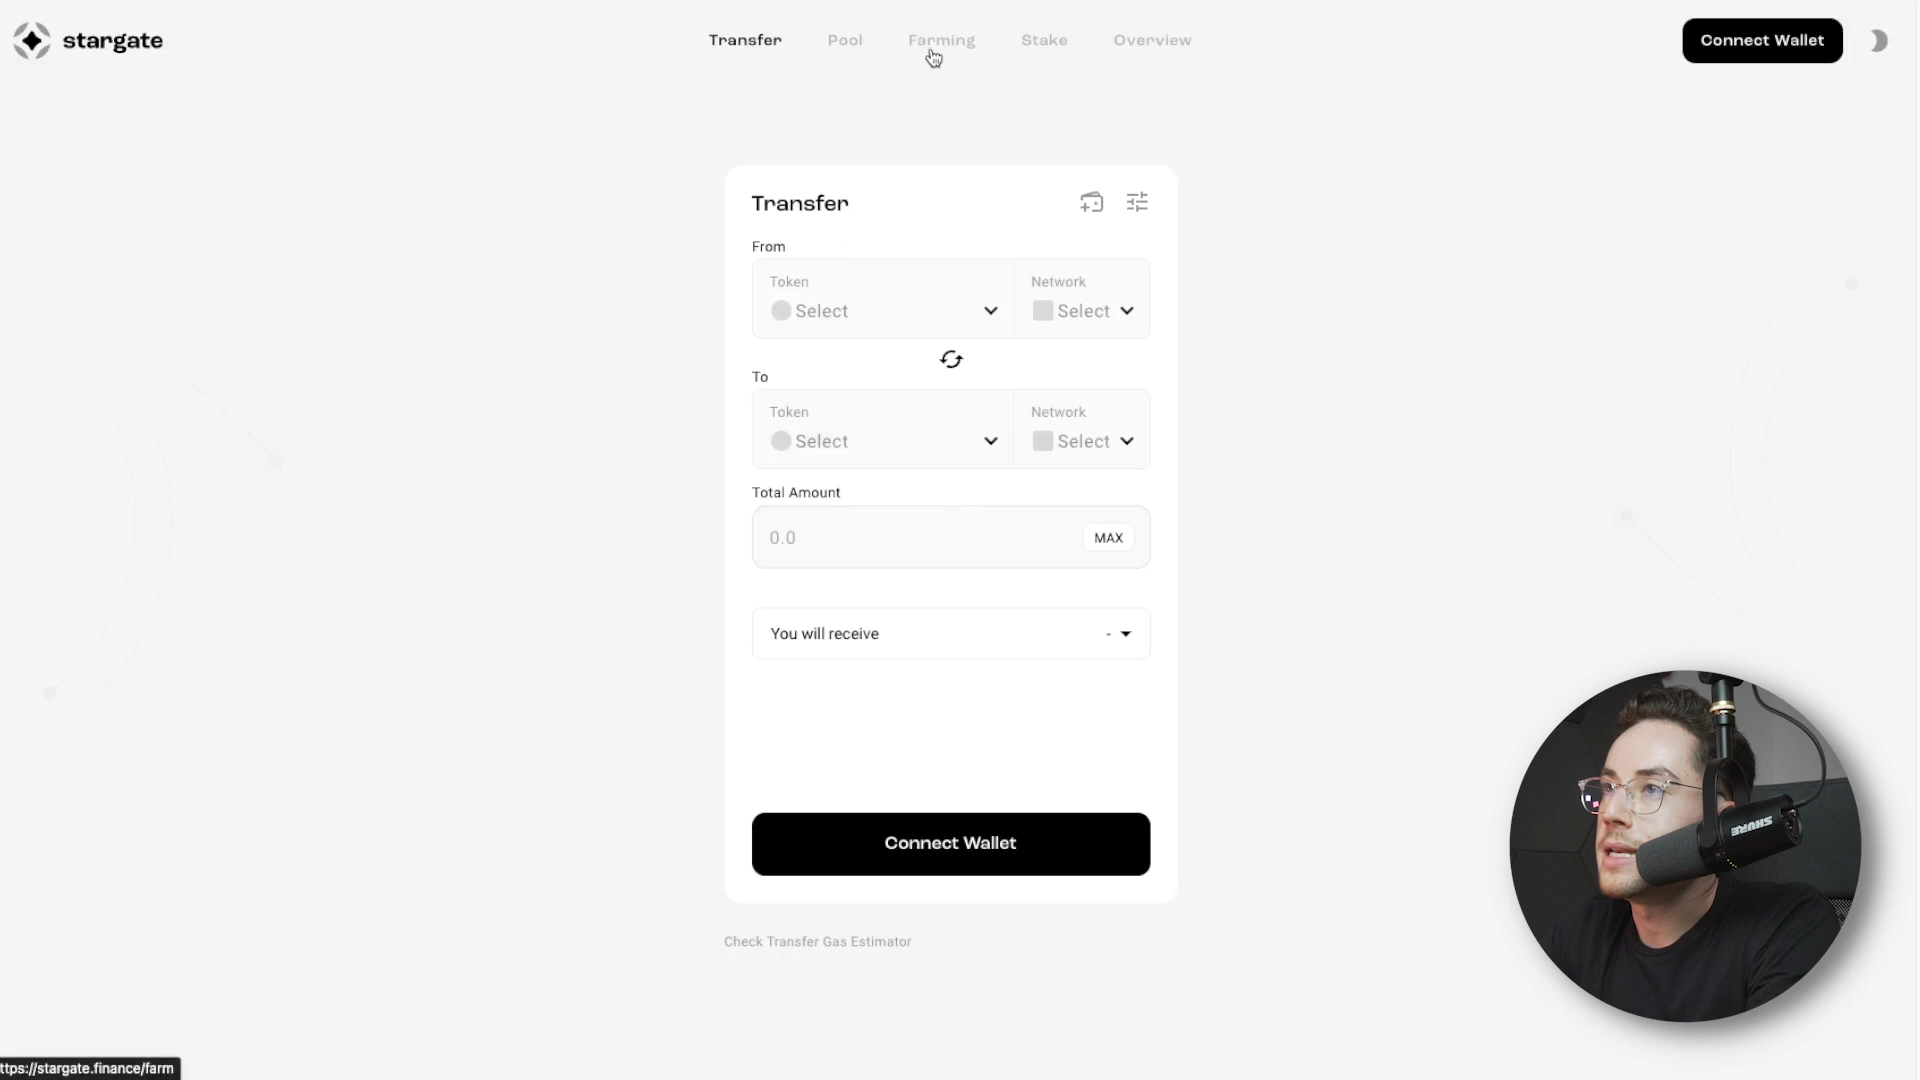 stargate
Transfer Pool Farming Stake Overview
Connect Wallet
Transfer
From
Token Network
Select Select
To
Token Network
Select Select
Total Amount
0.0 MAX
You will receive -
Connect Wallet
Check Transfer Gas Estimator
SHURE
ttps://stargate.finance/farm